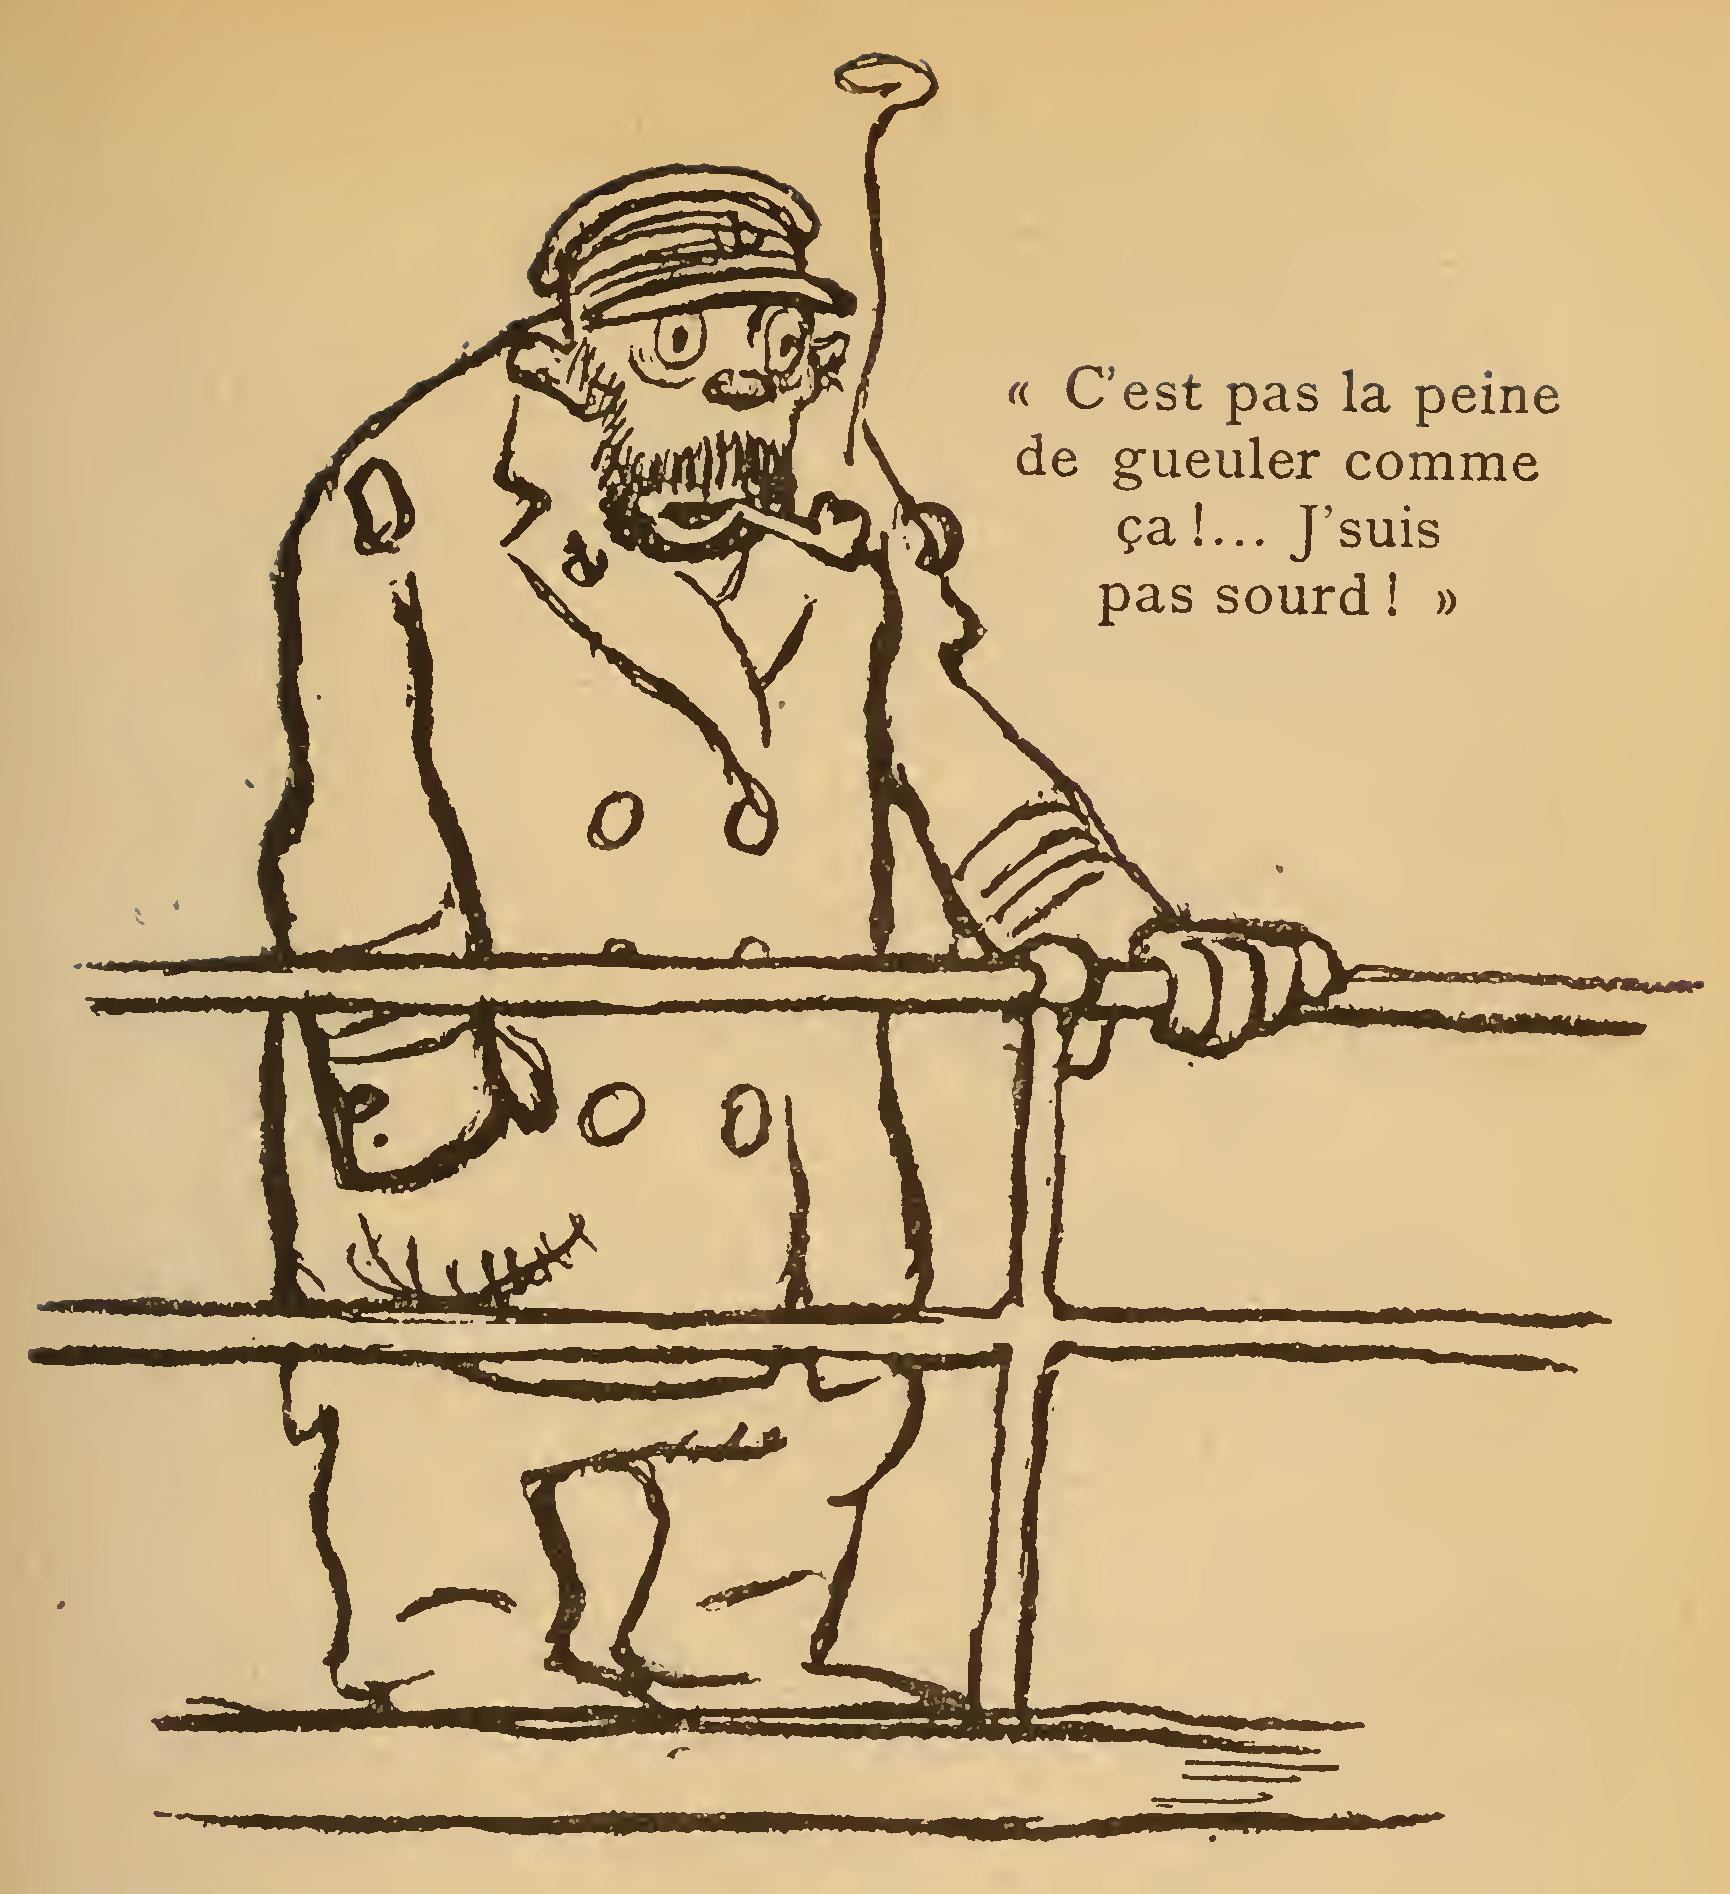 « C'est pas la peine
de gueuler comme
ça !... J'suis
pas sourd ! »